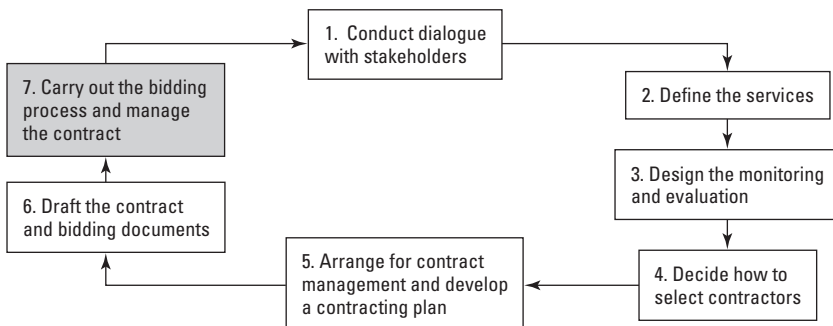 1. Conduct dialogue
with stakeholders
2. Define the services
3. Design the monitoring
and evaluation
4. Decide how to
select contractors
5. Arrange for contract
management and develop
a contracting plan
6. Draft the contract
and bidding documents
7. Carry out the bidding
process and manage
the contract